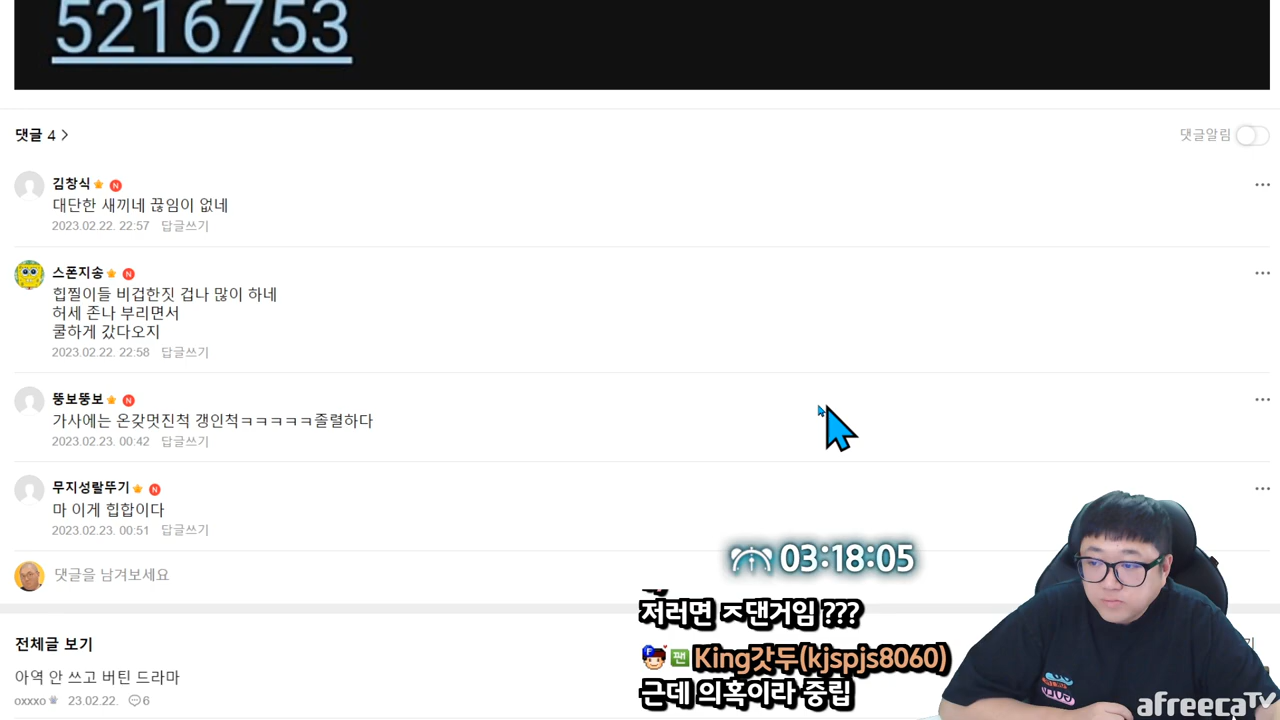 5216753
댓글 4
댓글알림
김창식
대단한 새끼네 끊임이 없네
2023.02.22. 22:57 답글쓰기
스폰지송
힙찔이들 비겁한짓 겁나 많이 하네
허세 존나 부리면서
쿨하게 갔다오지
2023.02.22. 22:58 답글쓰기
뚱보뚱보
가사에는 온갖멋진척 갱인척ㅋㅋㅋㅋㅋ졸렬하다
2023.02.23. 00:42 답글쓰기
무지성랄뚜기
마 이게 힙합이다
2023.02.23. 00:51 답글쓰기
댓글을 남겨보세요
03:18:05
저러면 ㅈ댄거임 ???
팬 King갓두(kjspjs8060)
근데 의혹이라 중립
전체글 보기
아역 안 쓰고 버틴 드라마
oxxxo 23.02.22. 6
afreecaTV